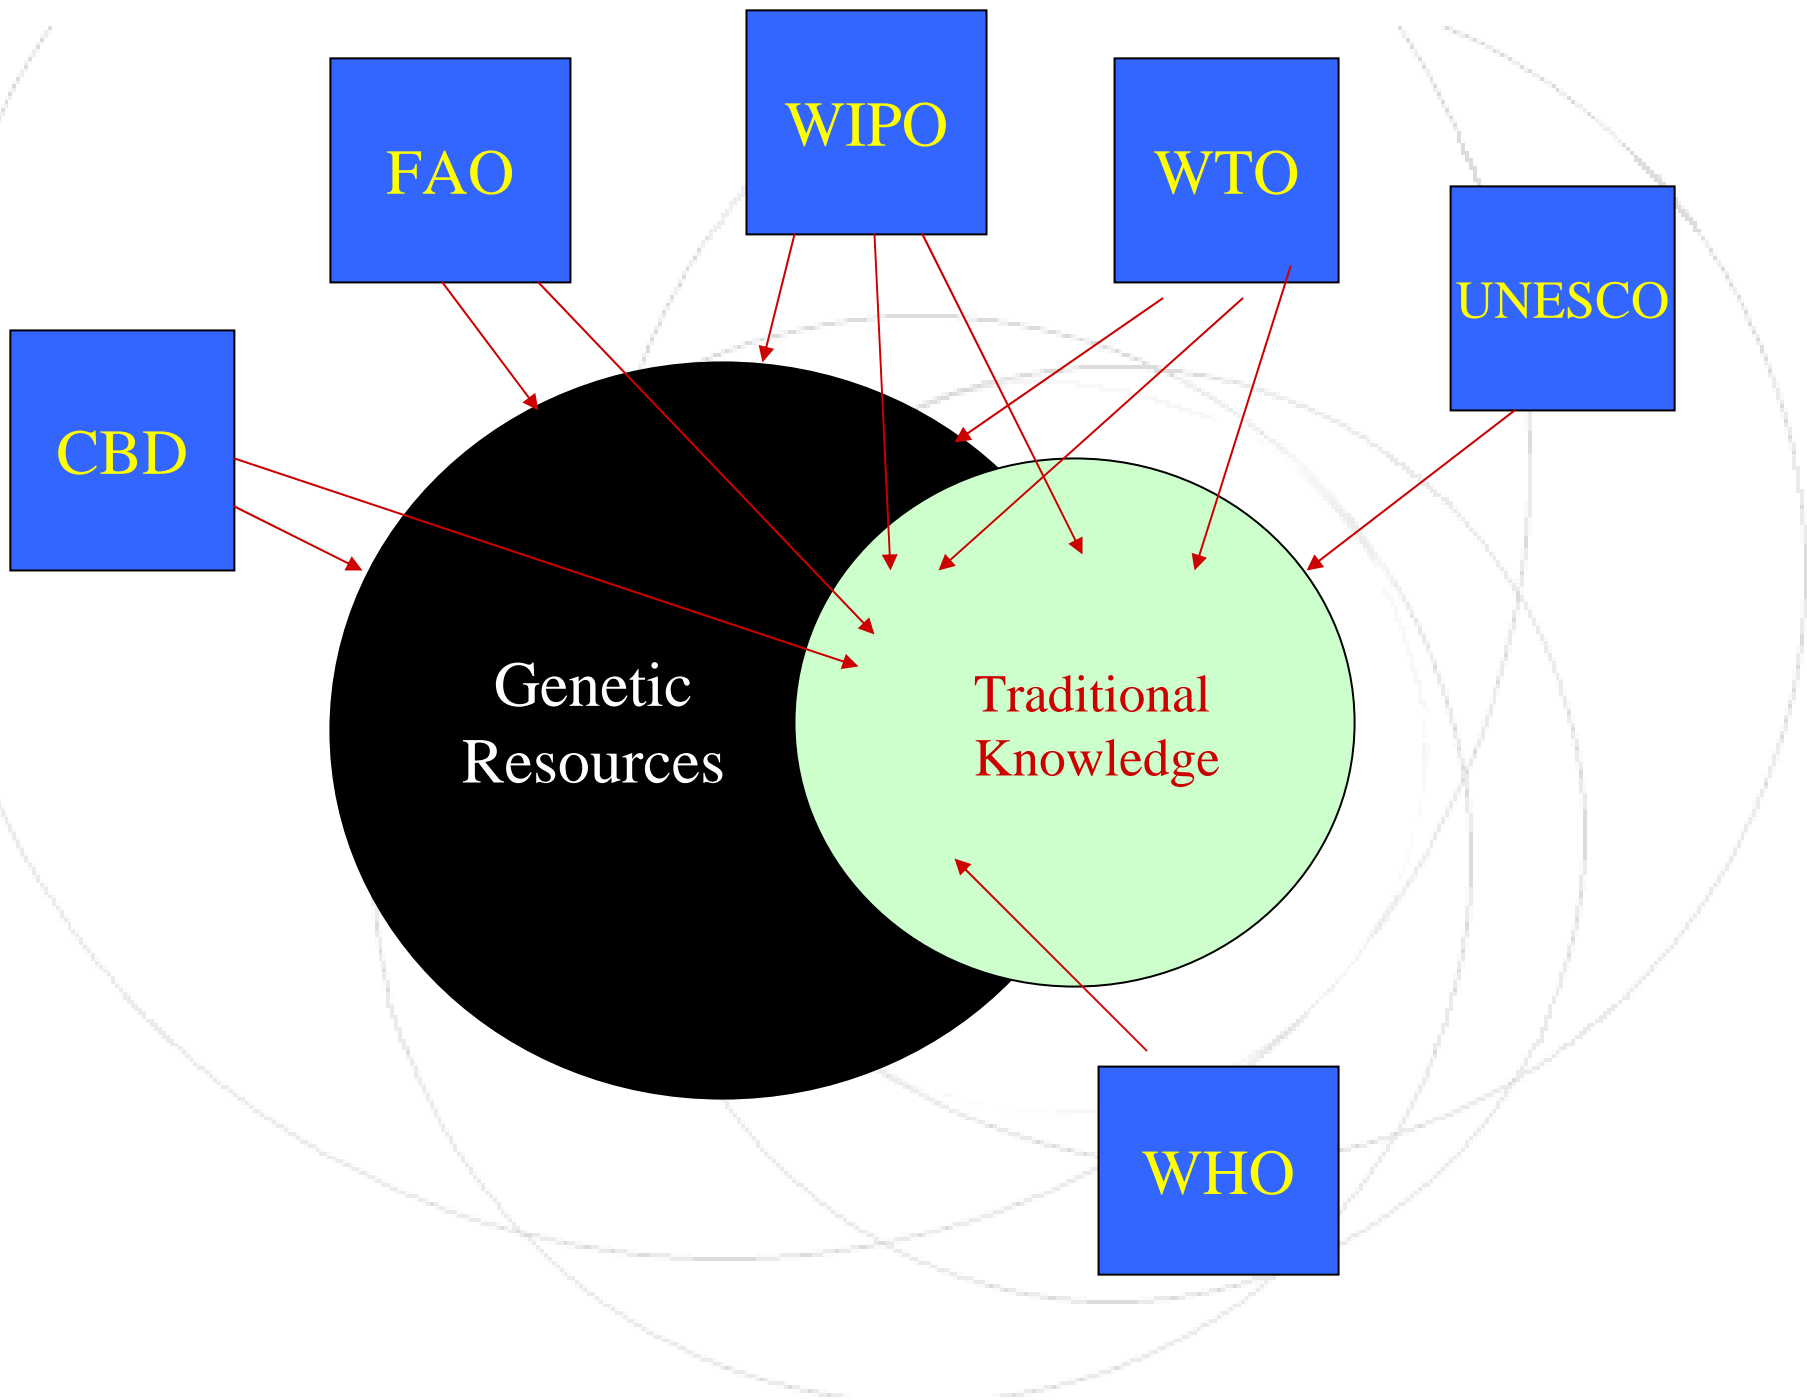 WIPO
FAO
WTO
UNESCO
CBD
Genetic
Resources
Traditional
Knowledge
WHO